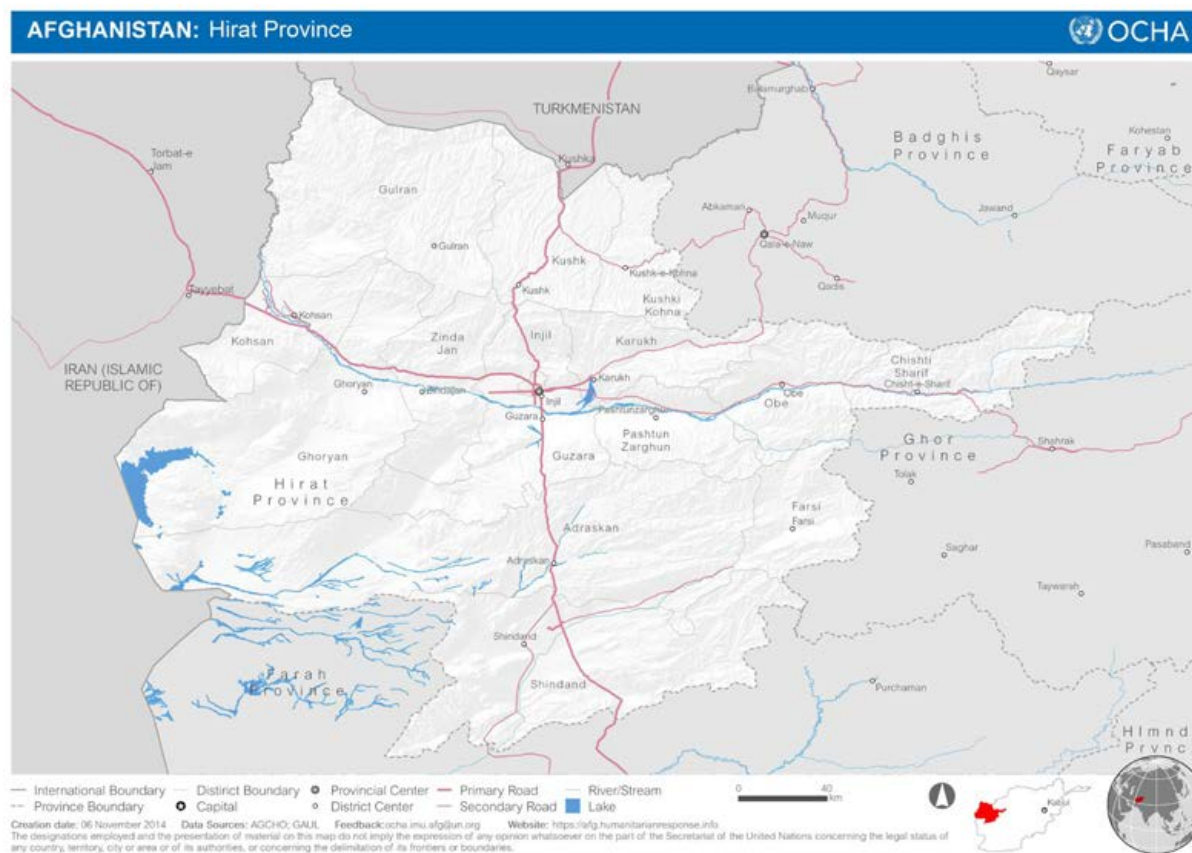 AFGHANISTAN: Hirat Province
OCHA
Qaysar
Balamurghab
TURKMENISTAN
Badghis
Province
Kohestan
Faryab
Province
Torbat-e
Jam
Kushka
Gulran
Abkamari
Muqur
Jawand
Qala-e-Naw
Gulran
Kushk
Kushk-e-Kohna
Qadis
Tayyebat
Kushk
Kushki
Kohna
Kohsan
Kohsan
Zinda
Jan
Injil
Karukh
IRAN (ISLAMIC
REPUBLIC OF)
Chishti
Sharif
Ghoryan
Zindajan
Karukh
Chisht-e-Sharif
Injil
Obe
Obe
Guzara
Pashtunzarghun
Pashtun
Zarghun
Ghor
Province
Shahrak
Ghoryan
Guzara
Tolak
Hirat
Province
Farsi
Farsi
Adraskan
Saghar
Pasaband
Adraskan
Taywarah
Shindand
Farah
Province
Shindand
Purchaman
Hlmnd
Prvnc
International Boundary
District Boundary
Provincial Center
Primary Road
River/Stream
0
40
km
Province Boundary
Capital
District Center
Secondary Road
Lake
Kabul
Creation date: 06 November 2014 Data Sources: AGCHO; GAUL Feedback:ocha.imu.afg@un.org Website: https://afg.humanitarianresponse.info
The designations employed and the presentation of material on this map do not imply the expression of any opinion whatsoever on the part of the Secretariat of the United Nations concerning the legal status of
any country, territory, city or area or of its authorities, or concerning the delimitation of its frontiers or boundaries.